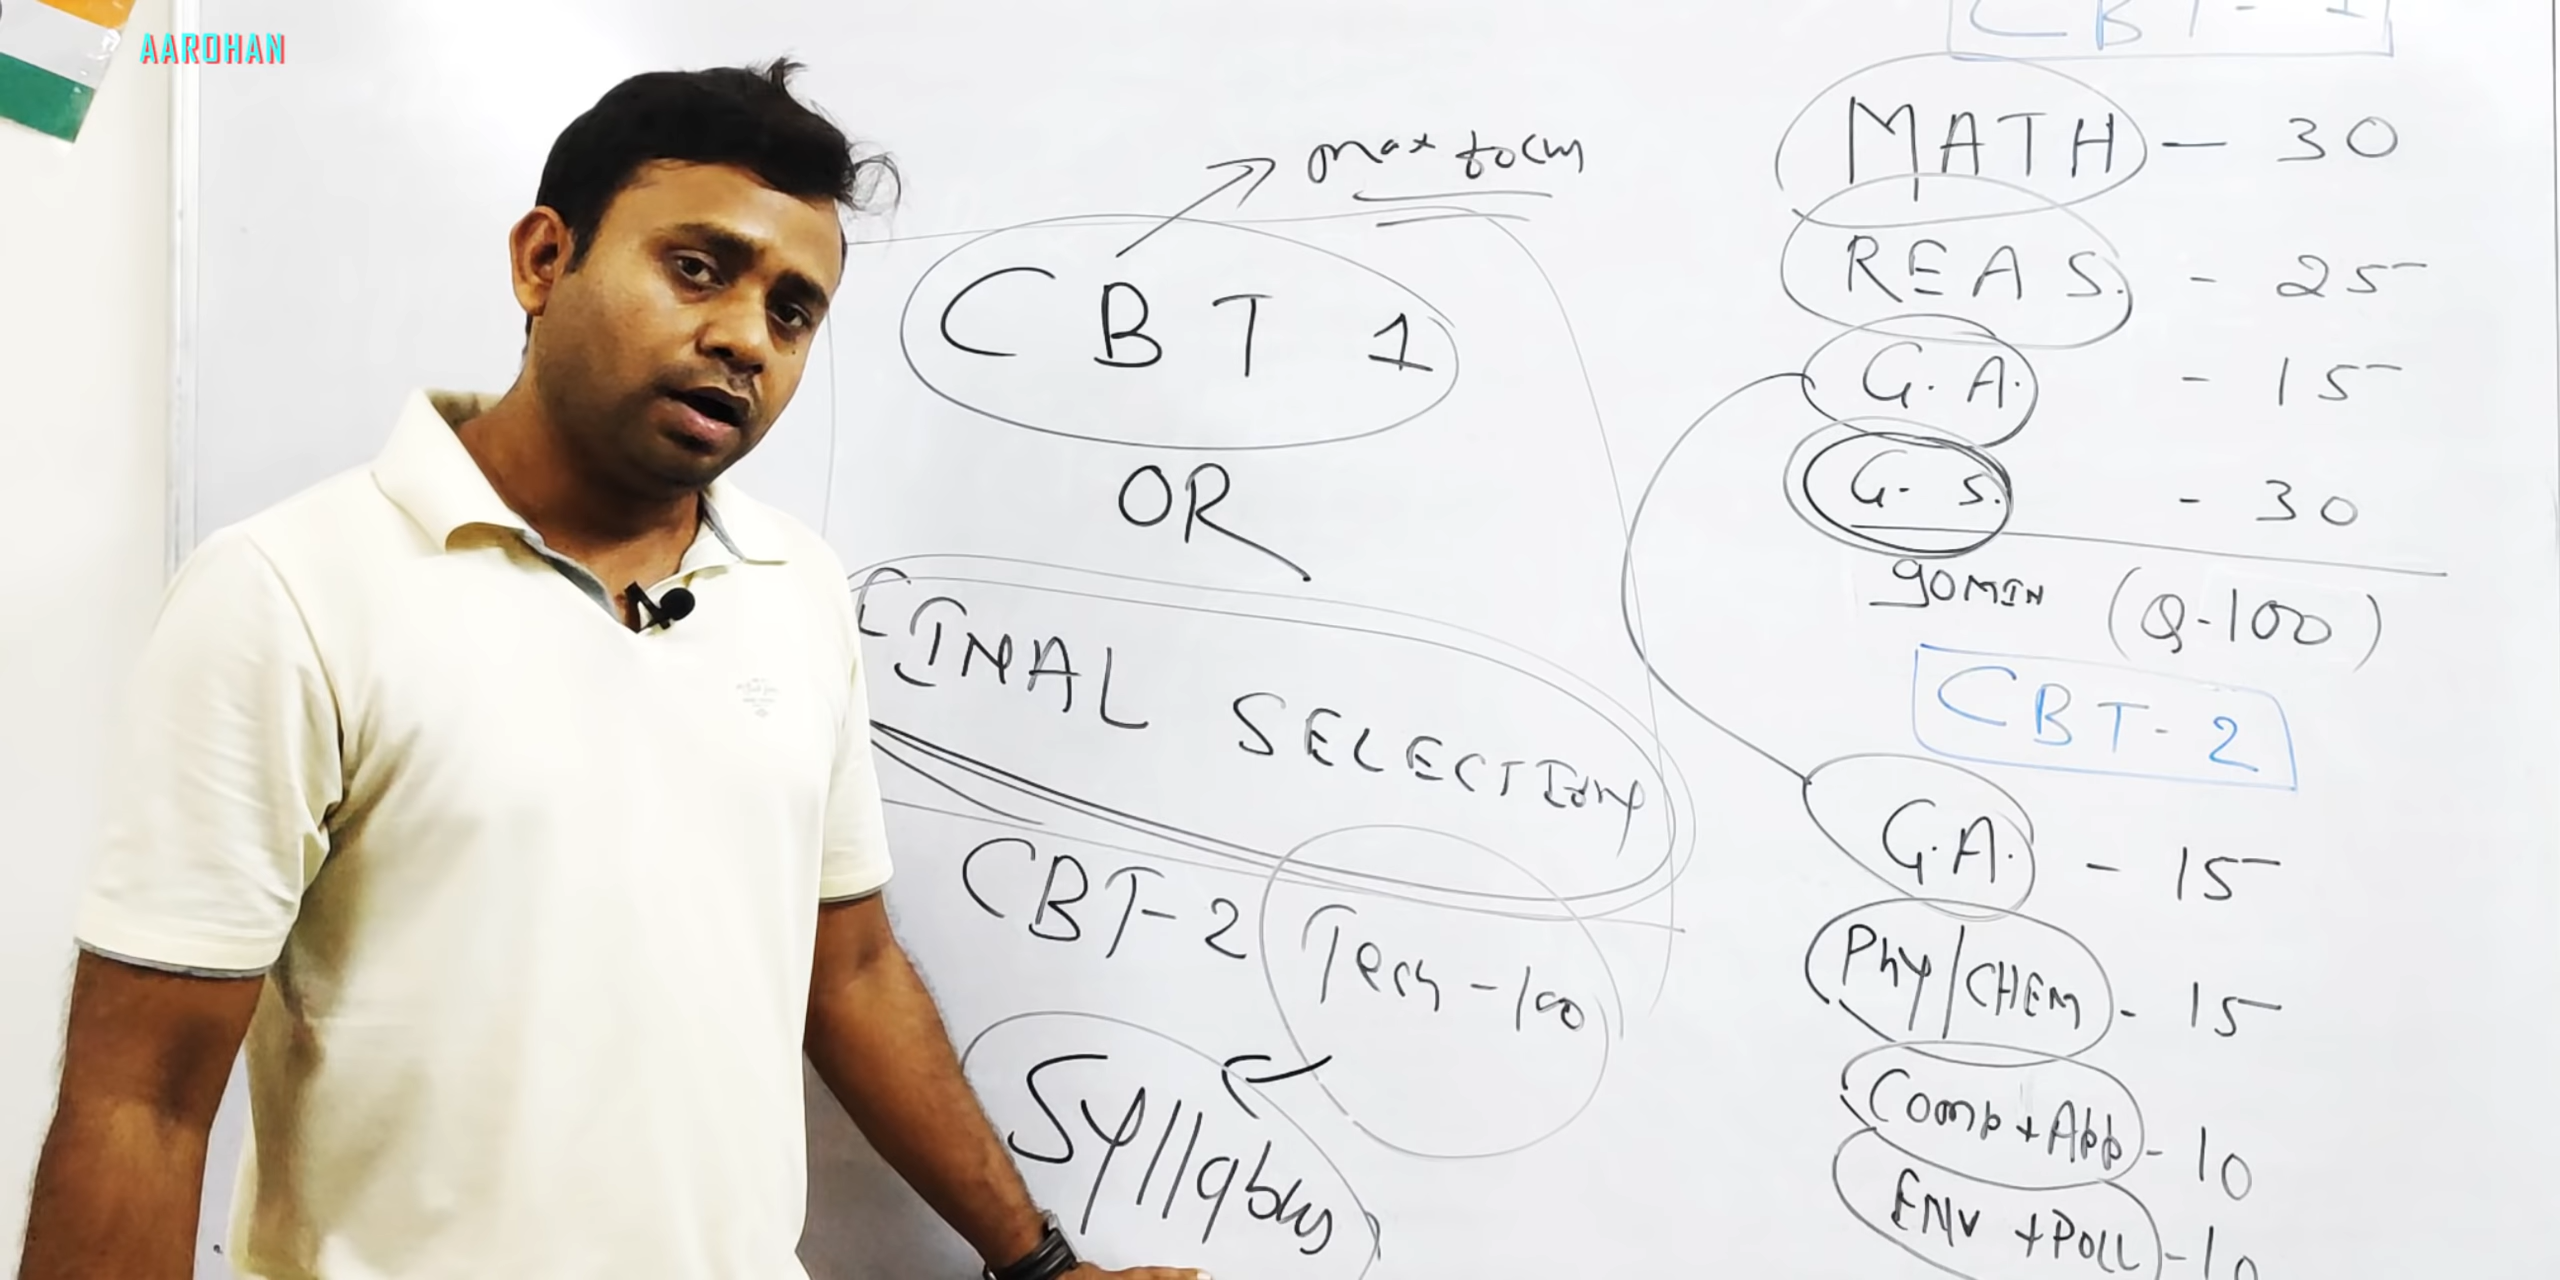 AAROHAN
max focus
CBT 1
OR
FINAL SELECTION
CBT-2 Tech-100
Syllabus
CBT-1
MATH - 30
REAS. - 25
G.A. - 15
G.S. - 30
90 MIN (Q-100)
CBT-2
G.A. - 15
Phy/CHEM - 15
Comp + App - 10
ENV + POLL - 10